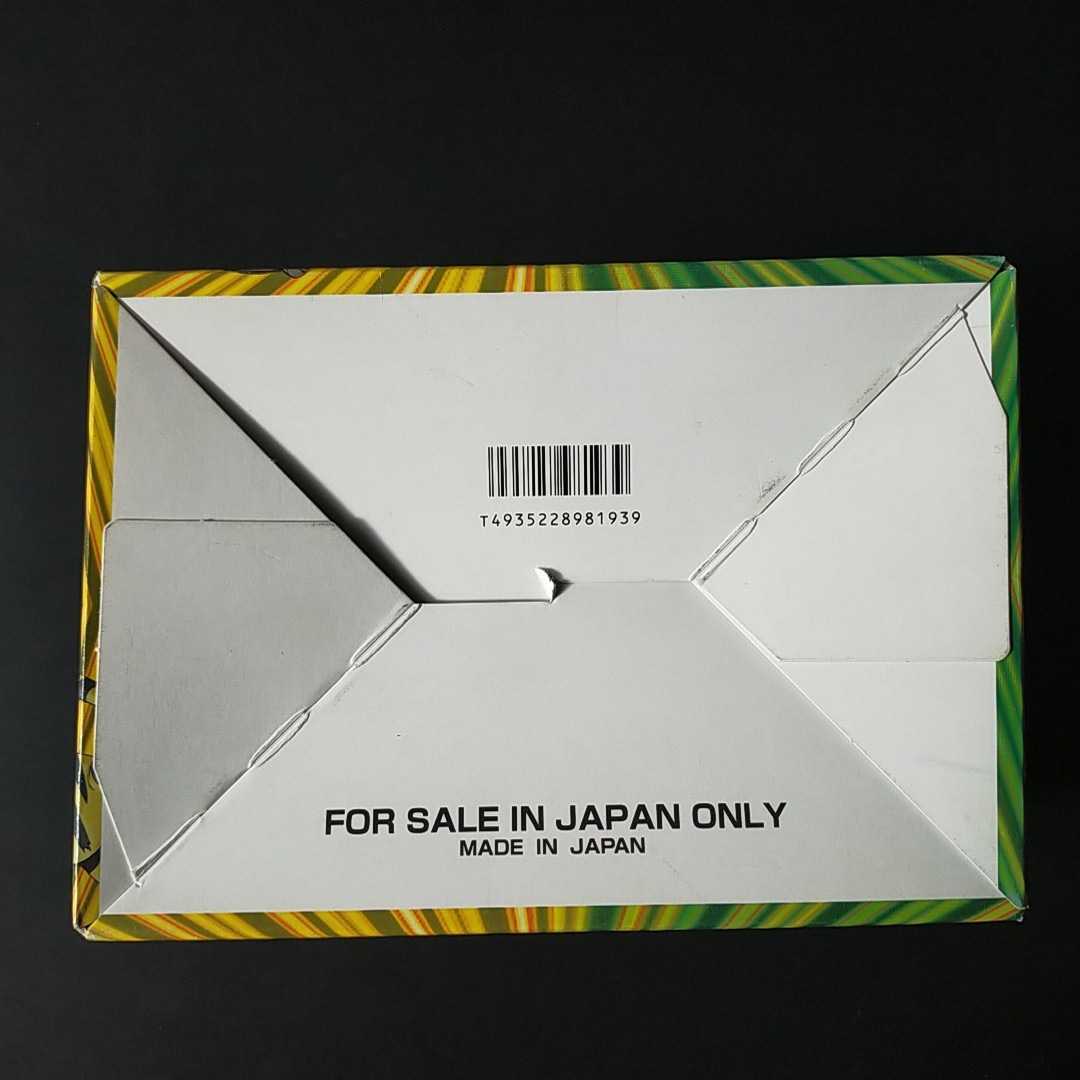 T4935228981939
FOR SALE IN JAPAN ONLY
MADE IN JAPAN